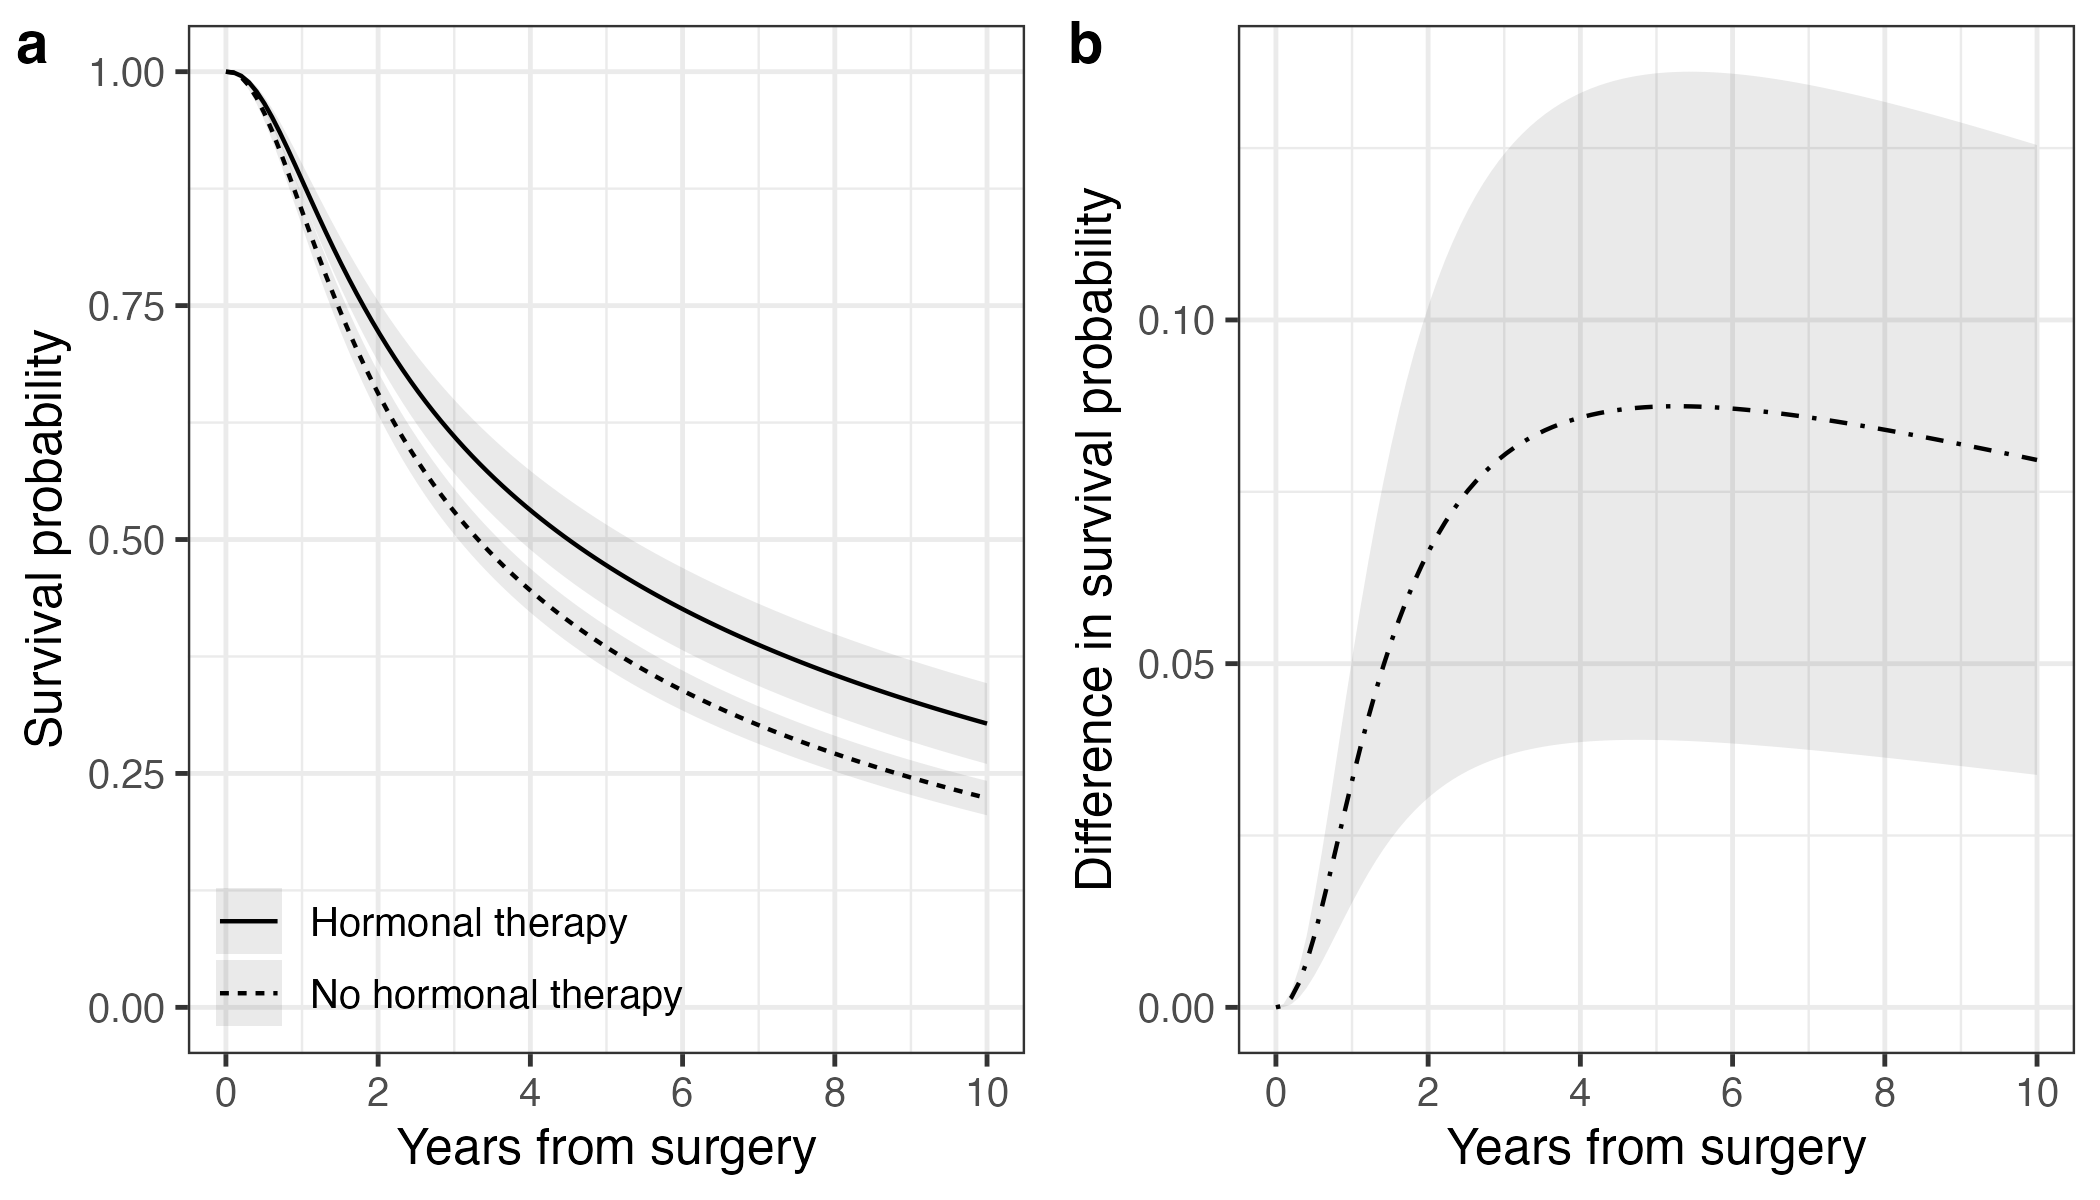 a
1.00
0.75
0.50
0.25
0.00
Survival probability
Hormonal therapy
No hormonal therapy
0 2 4 6 8 10
Years from surgery
b
0.10
0.05
0.00
Difference in survival probability
0 2 4 6 8 10
Years from surgery